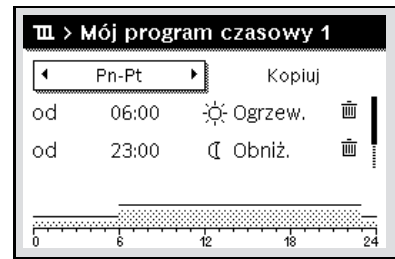 > Mój program czasowy 1
Pn-Pt Kopiuj
od 06:00 Ogrzew.
od 23:00 Obniż.
0 6 12 18 24